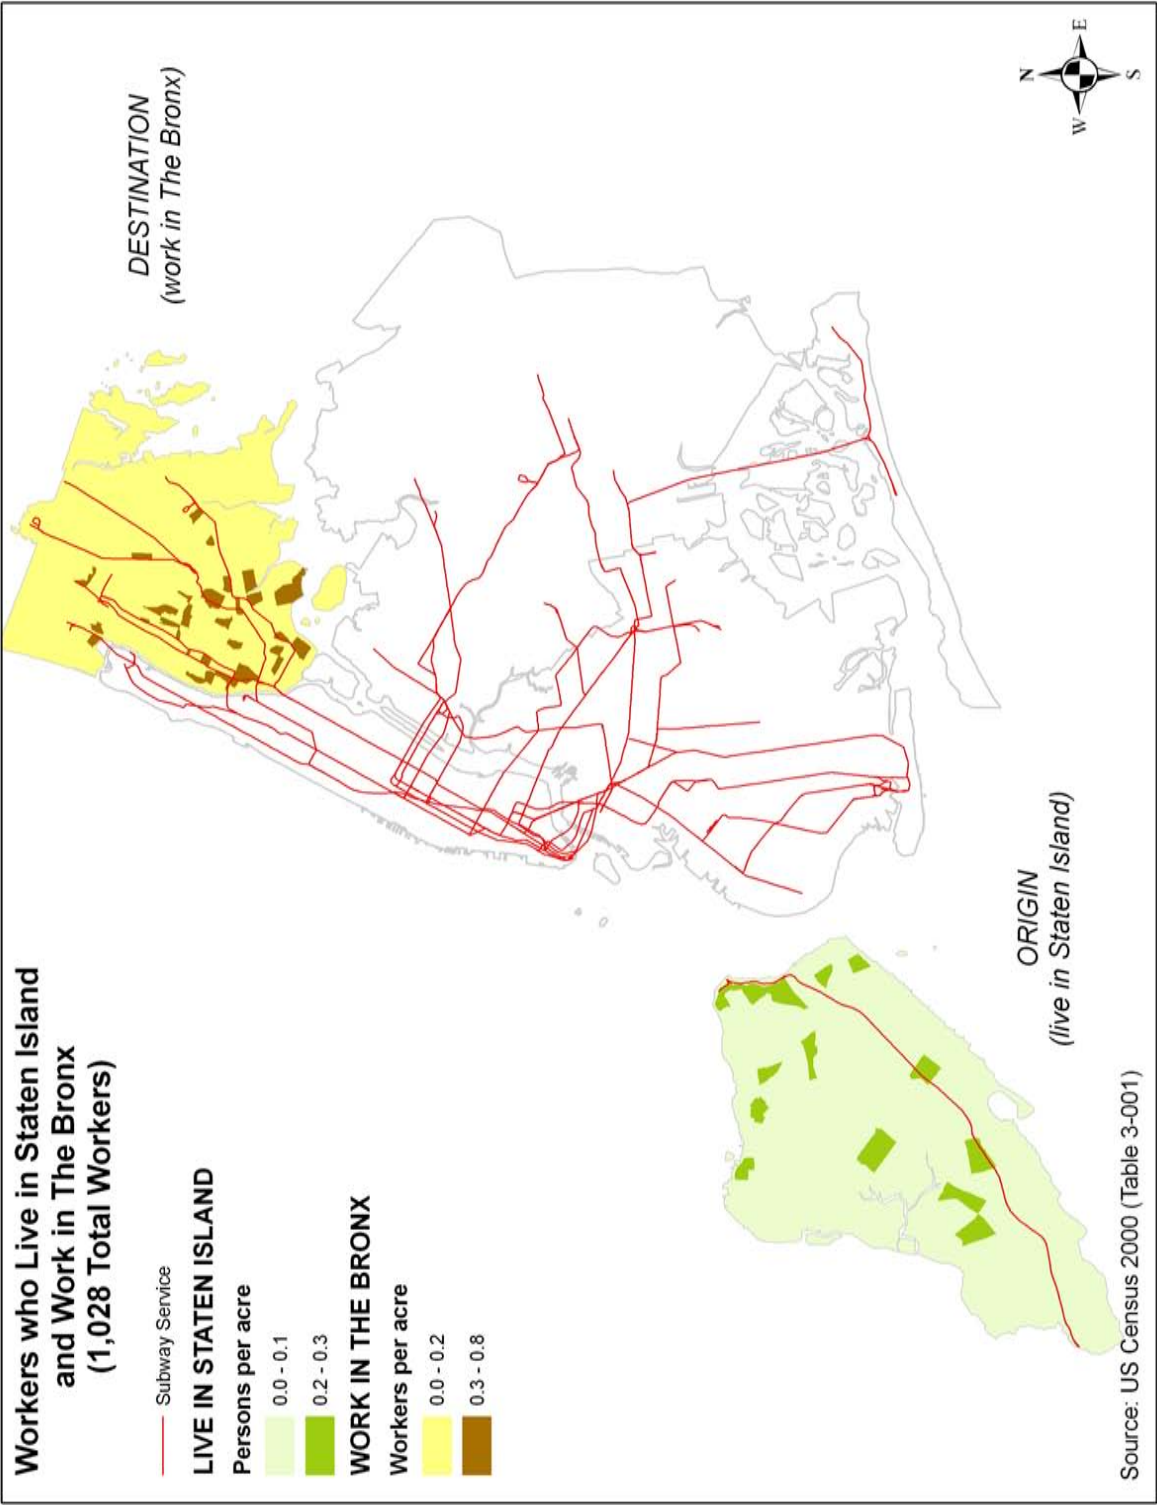 Workers who Live in Staten Island
and Work in The Bronx
(1,028 Total Workers)
Subway Service
LIVE IN STATEN ISLAND
Persons per acre
0.0 - 0.1
0.2 - 0.3
WORK IN THE BRONX
Workers per acre
0.0 - 0.2
0.3 - 0.8
DESTINATION
(work in The Bronx)
ORIGIN
(live in Staten Island)
N
W
E
S
Source: US Census 2000 (Table 3-001)